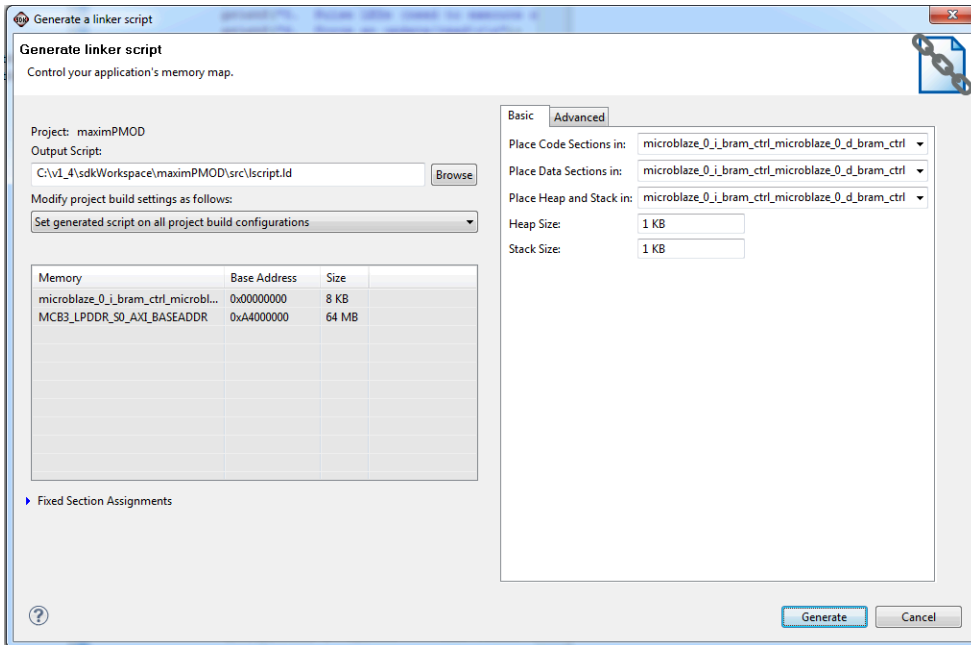 Generate a linker script
Generate linker script
Control your application's memory map.
Project: maximPMOD
Output Script:
C:\v1_4\sdkWorkspace\maximPMOD\src\lscript.ld
Browse
Modify project build settings as follows:
Set generated script on all project build configurations
Memory Base Address Size
microblaze_0_i_bram_ctrl_microbl... 0x00000000 8 KB
MCB3_LPDDR_S0_AXI_BASEADDR 0xA4000000 64 MB
Fixed Section Assignments
Basic Advanced
Place Code Sections in: microblaze_0_i_bram_ctrl_microblaze_0_d_bram_ctrl
Place Data Sections in: microblaze_0_i_bram_ctrl_microblaze_0_d_bram_ctrl
Place Heap and Stack in: microblaze_0_i_bram_ctrl_microblaze_0_d_bram_ctrl
Heap Size: 1 KB
Stack Size: 1 KB
Generate Cancel